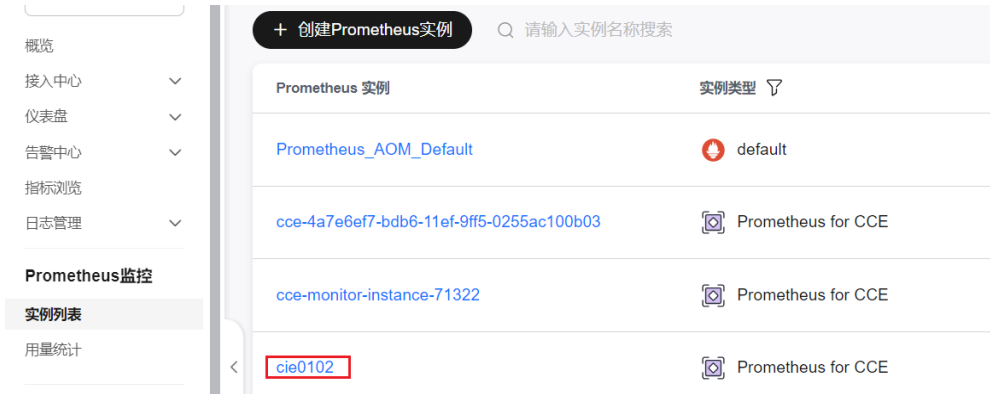 概览
接入中心
仪表盘
告警中心
指标浏览
日志管理
Prometheus监控
实例列表
用量统计
+ 创建Prometheus实例
请输入实例名称搜索
Prometheus 实例 实例类型
Prometheus_AOM_Default default
cce-4a7e6ef7-bdb6-11ef-9ff5-0255ac100b03 Prometheus for CCE
cce-monitor-instance-71322 Prometheus for CCE
cie0102 Prometheus for CCE